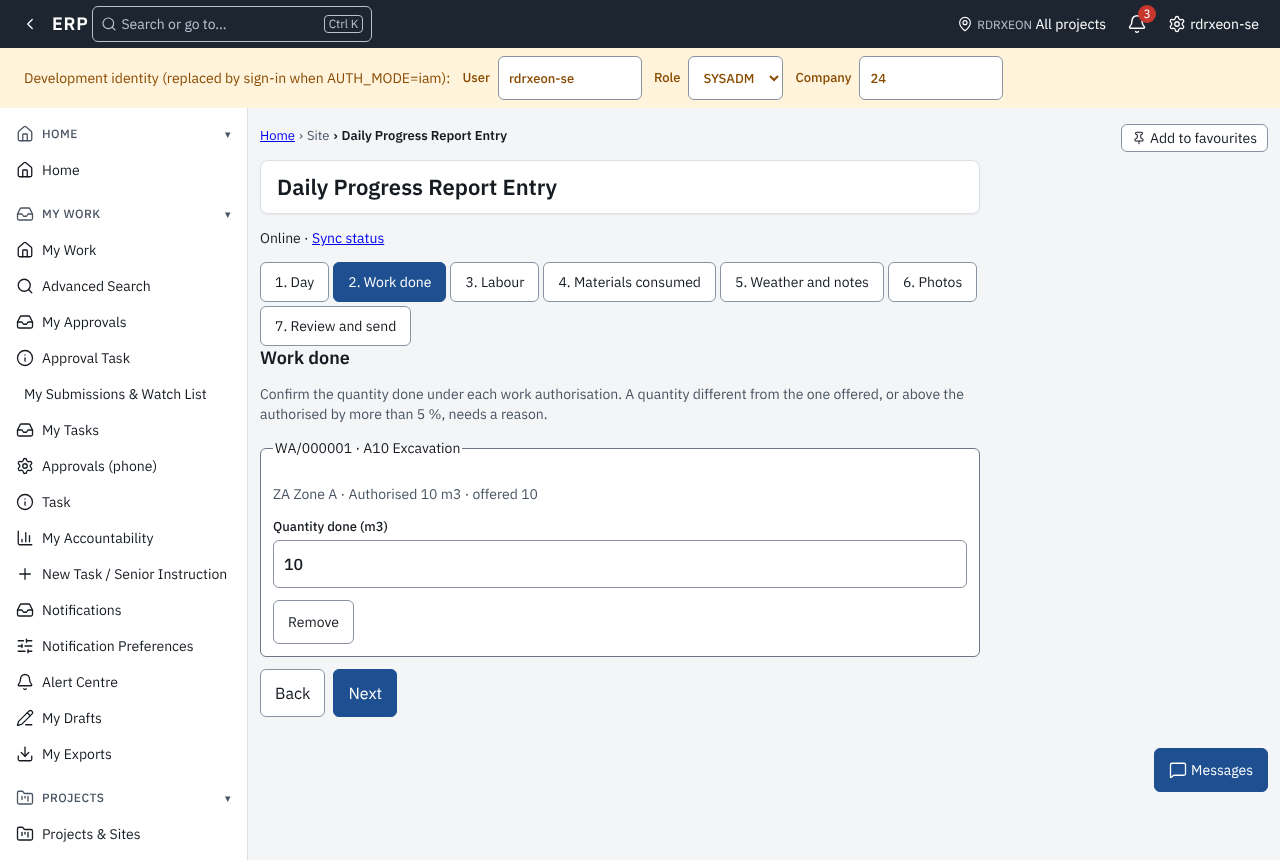 ERP
Search or go to...
Ctrl K
RDRXEON All projects
3
rdrxeon-se
Development identity (replaced by sign-in when AUTH_MODE=iam):
User
rdrxeon-se
Role
SYSADM
Company
24
HOME
Home
MY WORK
My Work
Advanced Search
My Approvals
Approval Task
My Submissions & Watch List
My Tasks
Approvals (phone)
Task
My Accountability
New Task / Senior Instruction
Notifications
Notification Preferences
Alert Centre
My Drafts
My Exports
PROJECTS
Projects & Sites
Home › Site › Daily Progress Report Entry
Add to favourites
Daily Progress Report Entry
Online · Sync status
1. Day
2. Work done
3. Labour
4. Materials consumed
5. Weather and notes
6. Photos
7. Review and send
Work done
Confirm the quantity done under each work authorisation. A quantity different from the one offered, or above the
authorised by more than 5 %, needs a reason.
WA/000001 · A10 Excavation
ZA Zone A · Authorised 10 m3 · offered 10
Quantity done (m3)
10
Remove
Back
Next
Messages